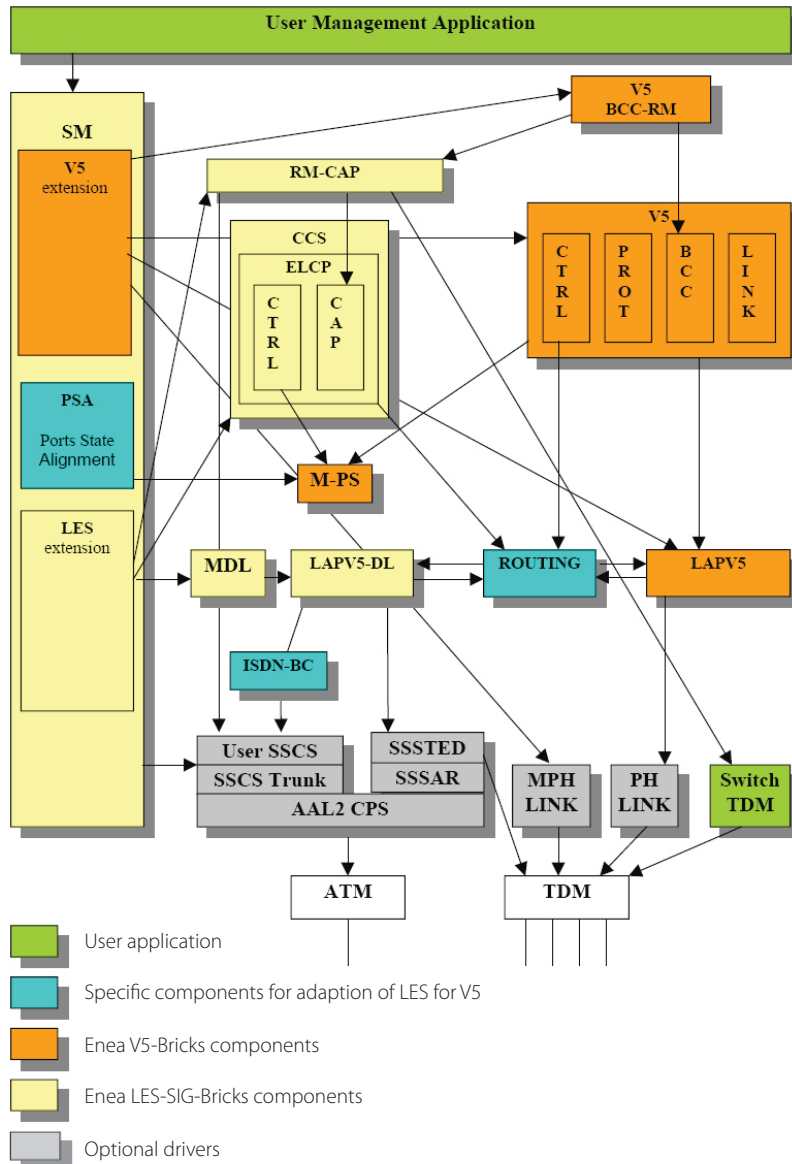 User Management Application
SM
V5
extension
PSA
Ports State
Alignment
LES
extension
V5
BCC-RM
RM-CAP
CCS
ELCP
C
T
R
L
C
A
P
V5
C
T
R
L
P
R
O
T
B
C
C
L
I
N
K
M-PS
MDL
LAPV5-DL
ROUTING
LAPV5
ISDN-BC
User SSCS
SSCS Trunk
AAL2 CPS
SSSTED
SSSAR
MPH
LINK
PH
LINK
Switch
TDM
ATM
TDM
User application
Specific components for adaption of LES for V5
Enea V5-Bricks components
Enea LES-SIG-Bricks components
Optional drivers